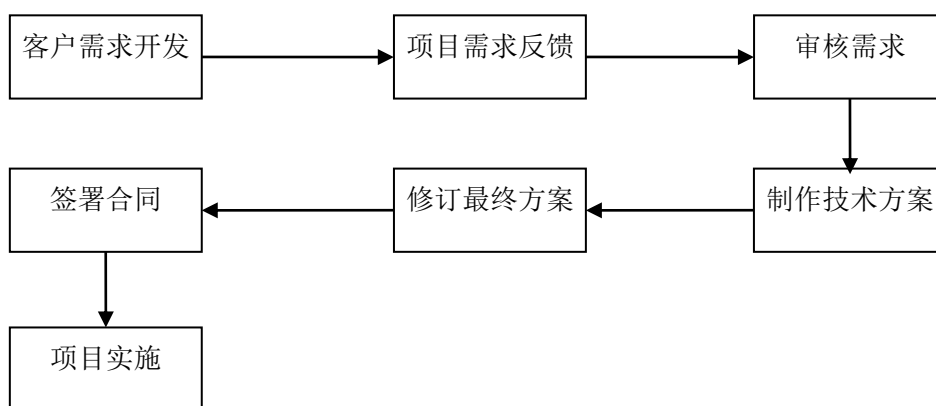 客户需求开发
项目需求反馈
审核需求
制作技术方案
修订最终方案
签署合同
项目实施